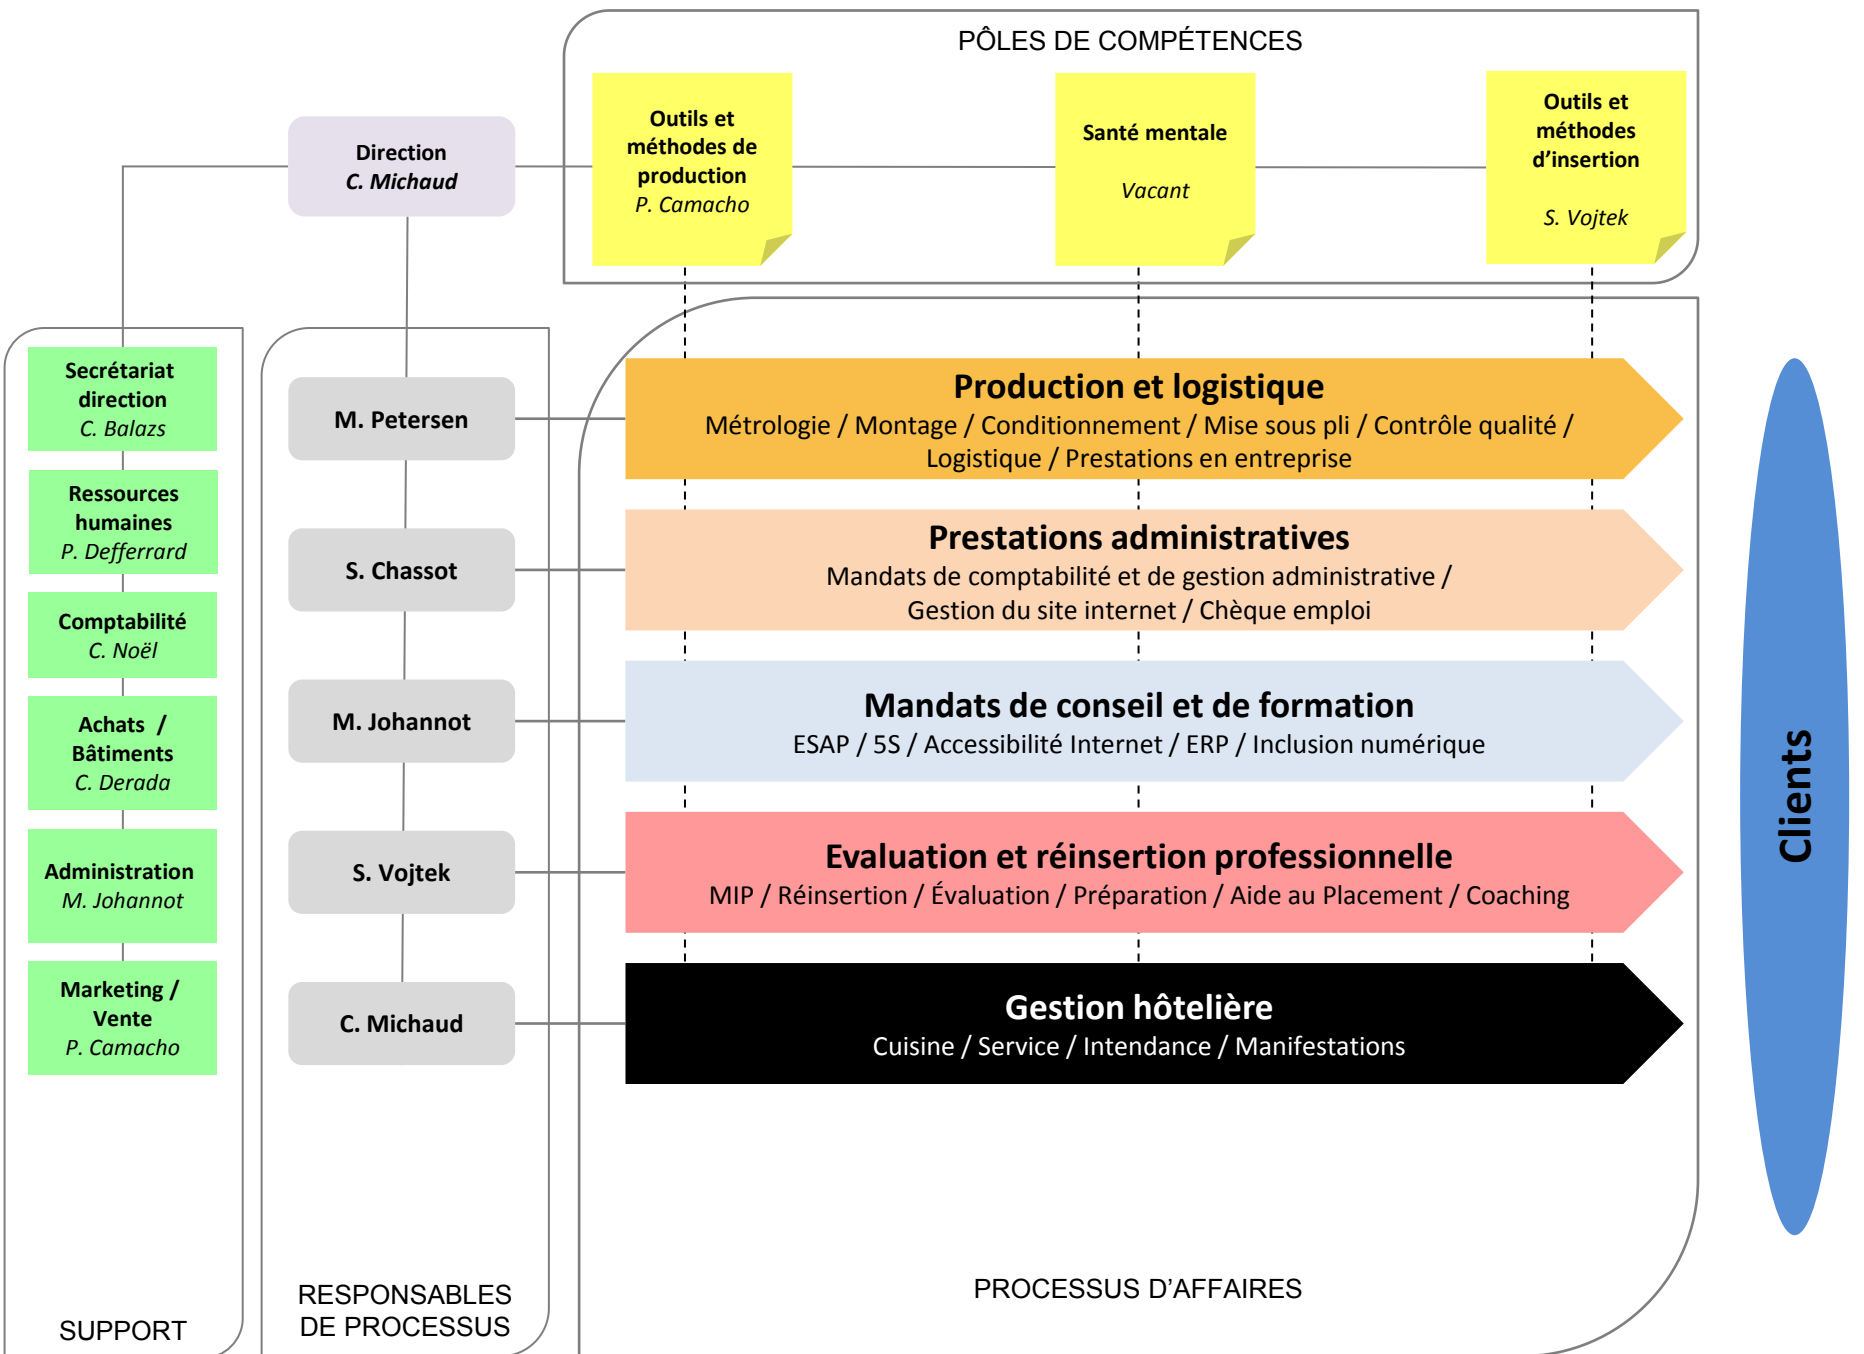 PÔLES DE COMPÉTENCES
Direction
C. Michaud
Outils et
méthodes de
production
P. Camacho
Santé mentale
Vacant
Outils et
méthodes
d’insertion
S. Vojtek
Secrétariat
direction
C. Balazs
Ressources
humaines
P. Defferrard
Comptabilité
C. Noël
Achats /
Bâtiments
C. Derada
Administration
M. Johannot
Marketing /
Vente
P. Camacho
SUPPORT
M. Petersen
S. Chassot
M. Johannot
S. Vojtek
C. Michaud
RESPONSABLES
DE PROCESSUS
Production et logistique
Métrologie / Montage / Conditionnement / Mise sous pli / Contrôle qualité /
Logistique / Prestations en entreprise
Prestations administratives
Mandats de comptabilité et de gestion administrative /
Gestion du site internet / Chèque emploi
Mandats de conseil et de formation
ESAP / 5S / Accessibilité Internet / ERP / Inclusion numérique
Evaluation et réinsertion professionnelle
MIP / Réinsertion / Évaluation / Préparation / Aide au Placement / Coaching
Gestion hôtelière
Cuisine / Service / Intendance / Manifestations
PROCESSUS D’AFFAIRES
Clients